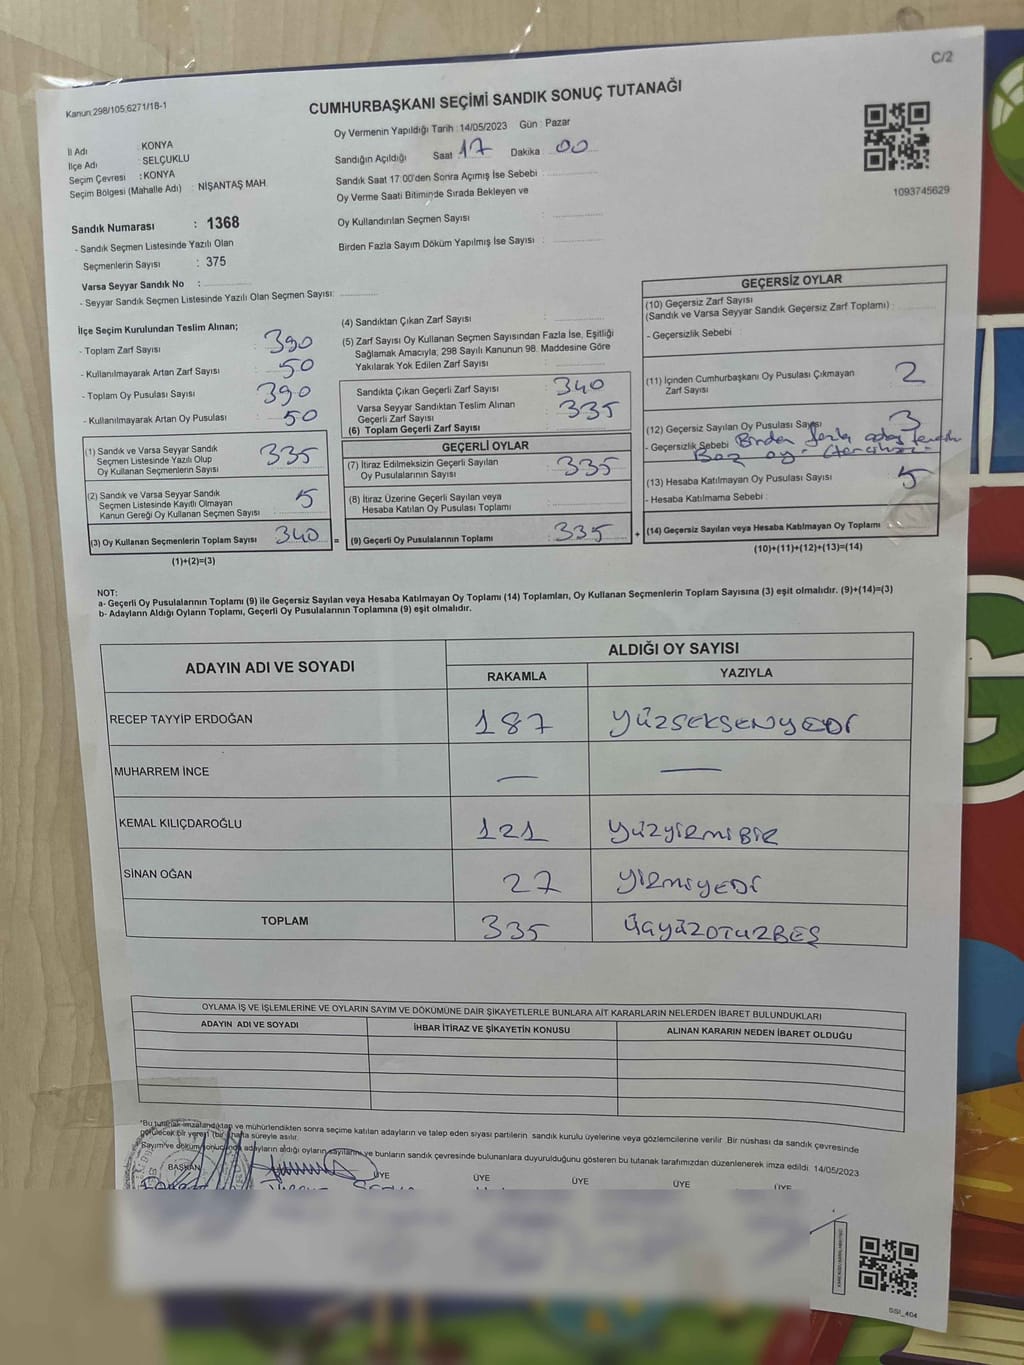 C/2
Kanun:298/105;6271/18-1
CUMHURBAŞKANI SEÇİMİ SANDIK SONUÇ TUTANAĞI
İl Adı : KONYA
İlçe Adı : SELÇUKLU
Seçim Çevresi : KONYA
Seçim Bölgesi (Mahalle Adı) : NİŞANTAŞ MAH.
Oy Vermenin Yapıldığı Tarih :14/05/2023 Gün : Pazar
Sandığın Açıldığı Saat :17 Dakika :00
Sandık Saat 17:00'den Sonra Açımış İse Sebebi :
Oy Verme Saati Bitiminde Sırada Bekleyen ve
Oy Kullandırılan Seçmen Sayısı :
Birden Fazla Sayım Döküm Yapılmış İse Sayısı :
1093745629
Sandık Numarası : 1368
- Sandık Seçmen Listesinde Yazılı Olan
Seçmenlerin Sayısı : 375
Varsa Seyyar Sandık No :
- Seyyar Sandık Seçmen Listesinde Yazılı Olan Seçmen Sayısı:
İlçe Seçim Kurulundan Teslim Alınan;
- Toplam Zarf Sayısı : 390
- Kullanılmayarak Artan Zarf Sayısı : 50
- Toplam Oy Pusulası Sayısı : 390
- Kullanılmayarak Artan Oy Pusulası : 50
(1) Sandık ve Varsa Seyyar Sandık
Seçmen Listesinde Yazılı Olup
Oy Kullanan Seçmenlerin Sayısı : 335
(2) Sandık ve Varsa Seyyar Sandık
Seçmen Listesinde Kayıtlı Olmayan
Kanun Gereği Oy Kullanan Seçmen Sayısı : 5
(3) Oy Kullanan Seçmenlerin Toplam Sayısı : 340
(1)+(2)=(3)
(4) Sandıktan Çıkan Zarf Sayısı :
(5) Zarf Sayısı Oy Kullanan Seçmen Sayısından Fazla İse, Eşitliği
Sağlamak Amacıyla, 298 Sayılı Kanunun 98. Maddesine Göre
Yakılarak Yok Edilen Zarf Sayısı :
Sandıkta Çıkan Geçerli Zarf Sayısı : 340
Varsa Seyyar Sandıktan Teslim Alınan
Geçerli Zarf Sayısı : 335
(6) Toplam Geçerli Zarf Sayısı :
GEÇERLİ OYLAR
(7) İtiraz Edilmeksizin Geçerli Sayılan
Oy Pusulalarının Sayısı : 335
(8) İtiraz Üzerine Geçerli Sayılan veya
Hesaba Katılan Oy Pusulası Toplamı :
= (9) Geçerli Oy Pusulalarının Toplamı : 335
GEÇERSİZ OYLAR
(10) Geçersiz Zarf Sayısı
(Sandık ve Varsa Seyyar Sandık Geçersiz Zarf Toplamı) :
- Geçersizlik Sebebi :
(11) İçinden Cumhurbaşkanı Oy Pusulası Çıkmayan
Zarf Sayısı : 2
(12) Geçersiz Sayılan Oy Pusulası Sayısı : 3
- Geçersizlik Sebebi : Birden fazla aday
Boş oy
(13) Hesaba Katılmayan Oy Pusulası Sayısı : 5
- Hesaba Katılmama Sebebi :
+ (14) Geçersiz Sayılan veya Hesaba Katılmayan Oy Toplamı :
(10)+(11)+(12)+(13)=(14)
NOT:
a- Geçerli Oy Pusulalarının Toplamı (9) ile Geçersiz Sayılan veya Hesaba Katılmayan Oy Toplamı (14) Toplamları, Oy Kullanan Seçmenlerin Toplam Sayısına (3) eşit olmalıdır. (9)+(14)=(3)
b- Adayların Aldığı Oyların Toplamı, Geçerli Oy Pusulalarının Toplamına (9) eşit olmalıdır.
ADAYIN ADI VE SOYADI
ALDIĞI OY SAYISI
RAKAMLA YAZIYLA
RECEP TAYYİP ERDOĞAN 187 YÜZSEKSENYEDİ
MUHARREM İNCE — —
KEMAL KILIÇDAROĞLU 121 YÜZYİRMİBİR
SİNAN OĞAN 27 YİRMİYEDİ
TOPLAM 335 ÜÇYÜZOTUZBEŞ
OYLAMA İŞ VE İŞLEMLERİNE VE OYLARIN SAYIM VE DÖKÜMÜNE DAİR ŞİKAYETLERLE BUNLARA AİT KARARLARIN NELERDEN İBARET BULUNDUKLARI
ADAYIN ADI VE SOYADI İHBAR İTİRAZ VE ŞİKAYETİN KONUSU ALINAN KARARIN NEDEN İBARET OLDUĞU
*Bu tutanak imzalandıktan ve mühürlendikten sonra seçime katılan adayların ve talep eden siyasi partilerin sandık kurulu üyelerine veya gözlemcilerine verilir. Bir nüshası da sandık çevresinde
görülecek bir yere (bir) hafta süreyle asılır.
Sayım ve döküm sonucunda adayların aldığı oyların sayılarını ve bunların sandık çevresinde bulunanlara duyurulduğunu gösteren bu tutanak tarafımızdan düzenlenerek imza edildi. 14/05/2023
BAŞKAN ÜYE ÜYE ÜYE ÜYE ÜYE
SISI_404